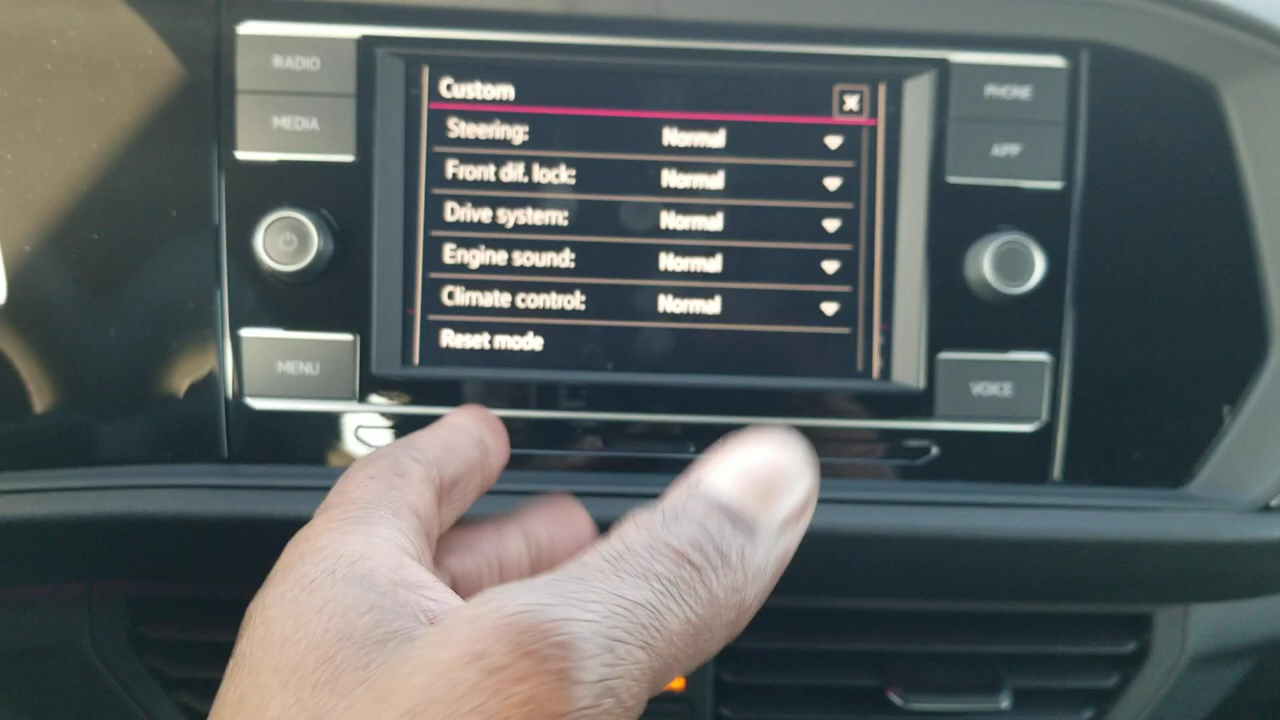 RADIO
MEDIA
MENU
Custom
Steering: Normal
Front dif. lock: Normal
Drive system: Normal
Engine sound: Normal
Climate control: Normal
Reset mode
PHONE
APP
VOICE